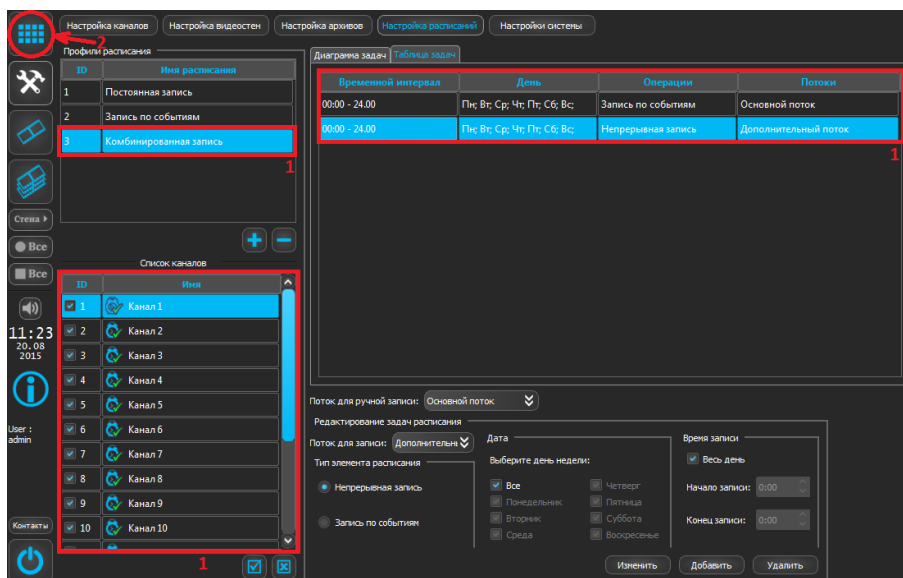 Настройка каналов Настройка видеостен Настройка архивов Настройка расписаний Настройки системы
2
Профили расписания
ID Имя расписания
1 Постоянная запись
2 Запись по событиям
3 Комбинированная запись
1
Диаграмма задач Таблица задач
Временной интервал День Операции Потоки
00:00 - 24.00 Пн; Вт; Ср; Чт; Пт; Сб; Вс; Запись по событиям Основной поток
00:00 - 24.00 Пн; Вт; Ср; Чт; Пт; Сб; Вс; Непрерывная запись Дополнительный поток
1
Стена
Все
Все
11:23
20.08
2015
User :
admin
Контакты
Список каналов
ID Имя
1 Канал 1
2 Канал 2
3 Канал 3
4 Канал 4
5 Канал 5
6 Канал 6
7 Канал 7
8 Канал 8
9 Канал 9
10 Канал 10
1
Поток для ручной записи: Основной поток
Редактирование задач расписания
Поток для записи: Дополнительн
Тип элемента расписания
Непрерывная запись
Запись по событиям
Дата
Выберите день недели:
Все Четверг
Понедельник Пятница
Вторник Суббота
Среда Воскресенье
Время записи
Весь день
Начало записи: 0:00
Конец записи: 0:00
Изменить Добавить Удалить